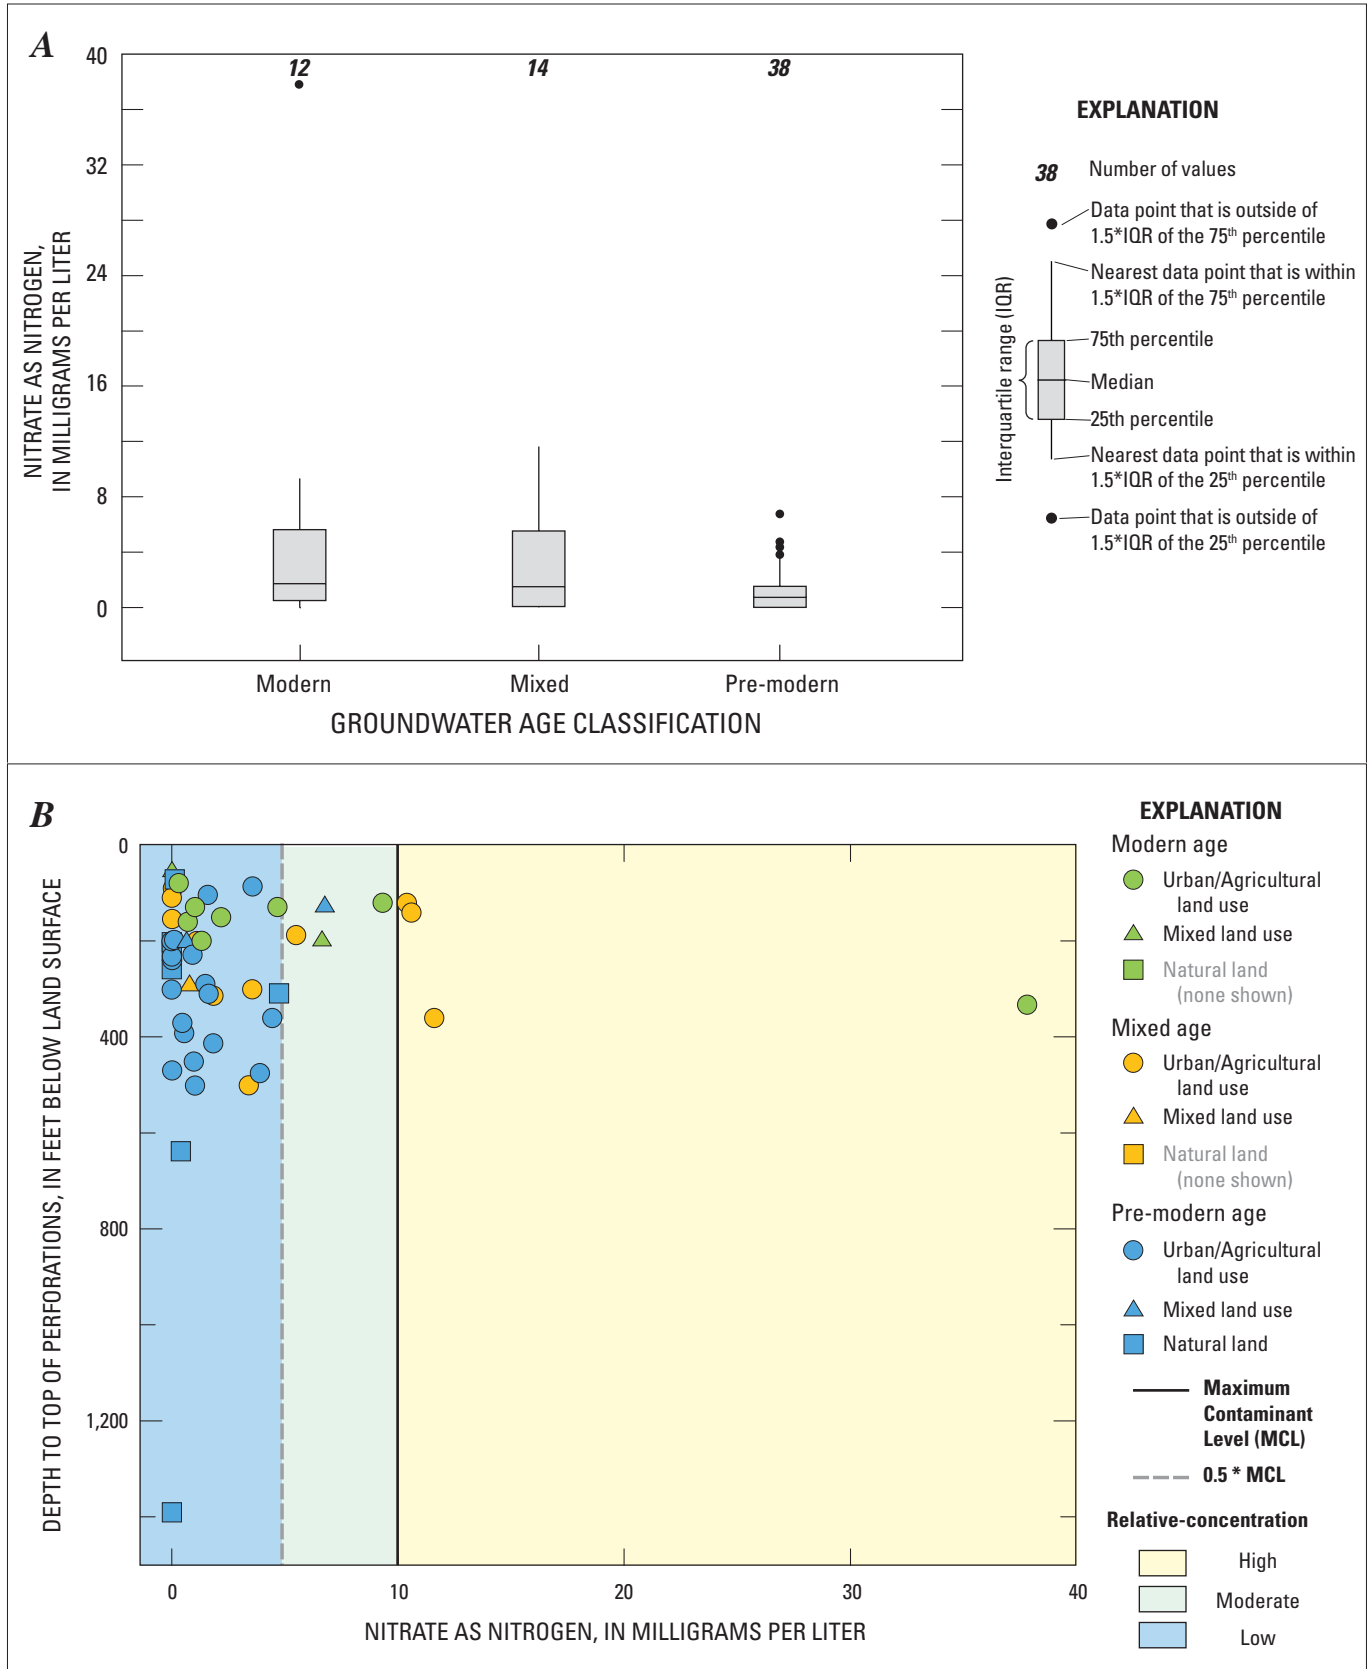 A
40
32
24
16
8
0
12
14
38
NITRATE AS NITROGEN,
IN MILLIGRAMS PER LITER
Modern
Mixed
Pre-modern
GROUNDWATER AGE CLASSIFICATION
EXPLANATION
38 Number of values
Data point that is outside of
1.5*IQR of the 75th percentile
Nearest data point that is within
1.5*IQR of the 75th percentile
75th percentile
Median
25th percentile
Nearest data point that is within
1.5*IQR of the 25th percentile
Data point that is outside of
1.5*IQR of the 25th percentile
Interquartile range (IQR)
B
0
400
800
1,200
DEPTH TO TOP OF PERFORATIONS, IN FEET BELOW LAND SURFACE
0
10
20
30
40
NITRATE AS NITROGEN, IN MILLIGRAMS PER LITER
EXPLANATION
Modern age
Urban/Agricultural
land use
Mixed land use
Natural land
(none shown)
Mixed age
Urban/Agricultural
land use
Mixed land use
Natural land
(none shown)
Pre-modern age
Urban/Agricultural
land use
Mixed land use
Natural land
Maximum
Contaminant
Level (MCL)
0.5 * MCL
Relative-concentration
High
Moderate
Low